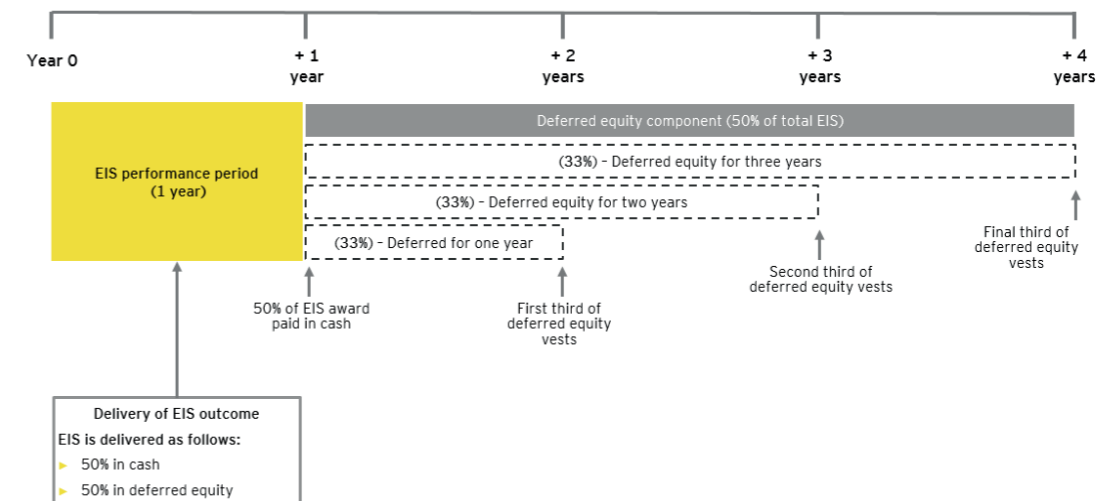 Year 0
+ 1
year
+ 2
years
+ 3
years
+ 4
years
EIS performance period
(1 year)
Deferred equity component (50% of total EIS)
(33%) - Deferred equity for three years
(33%) - Deferred equity for two years
(33%) - Deferred for one year
50% of EIS award
paid in cash
First third of
deferred equity
vests
Second third of
deferred equity vests
Final third of
deferred equity
vests
Delivery of EIS outcome
EIS is delivered as follows:
► 50% in cash
► 50% in deferred equity